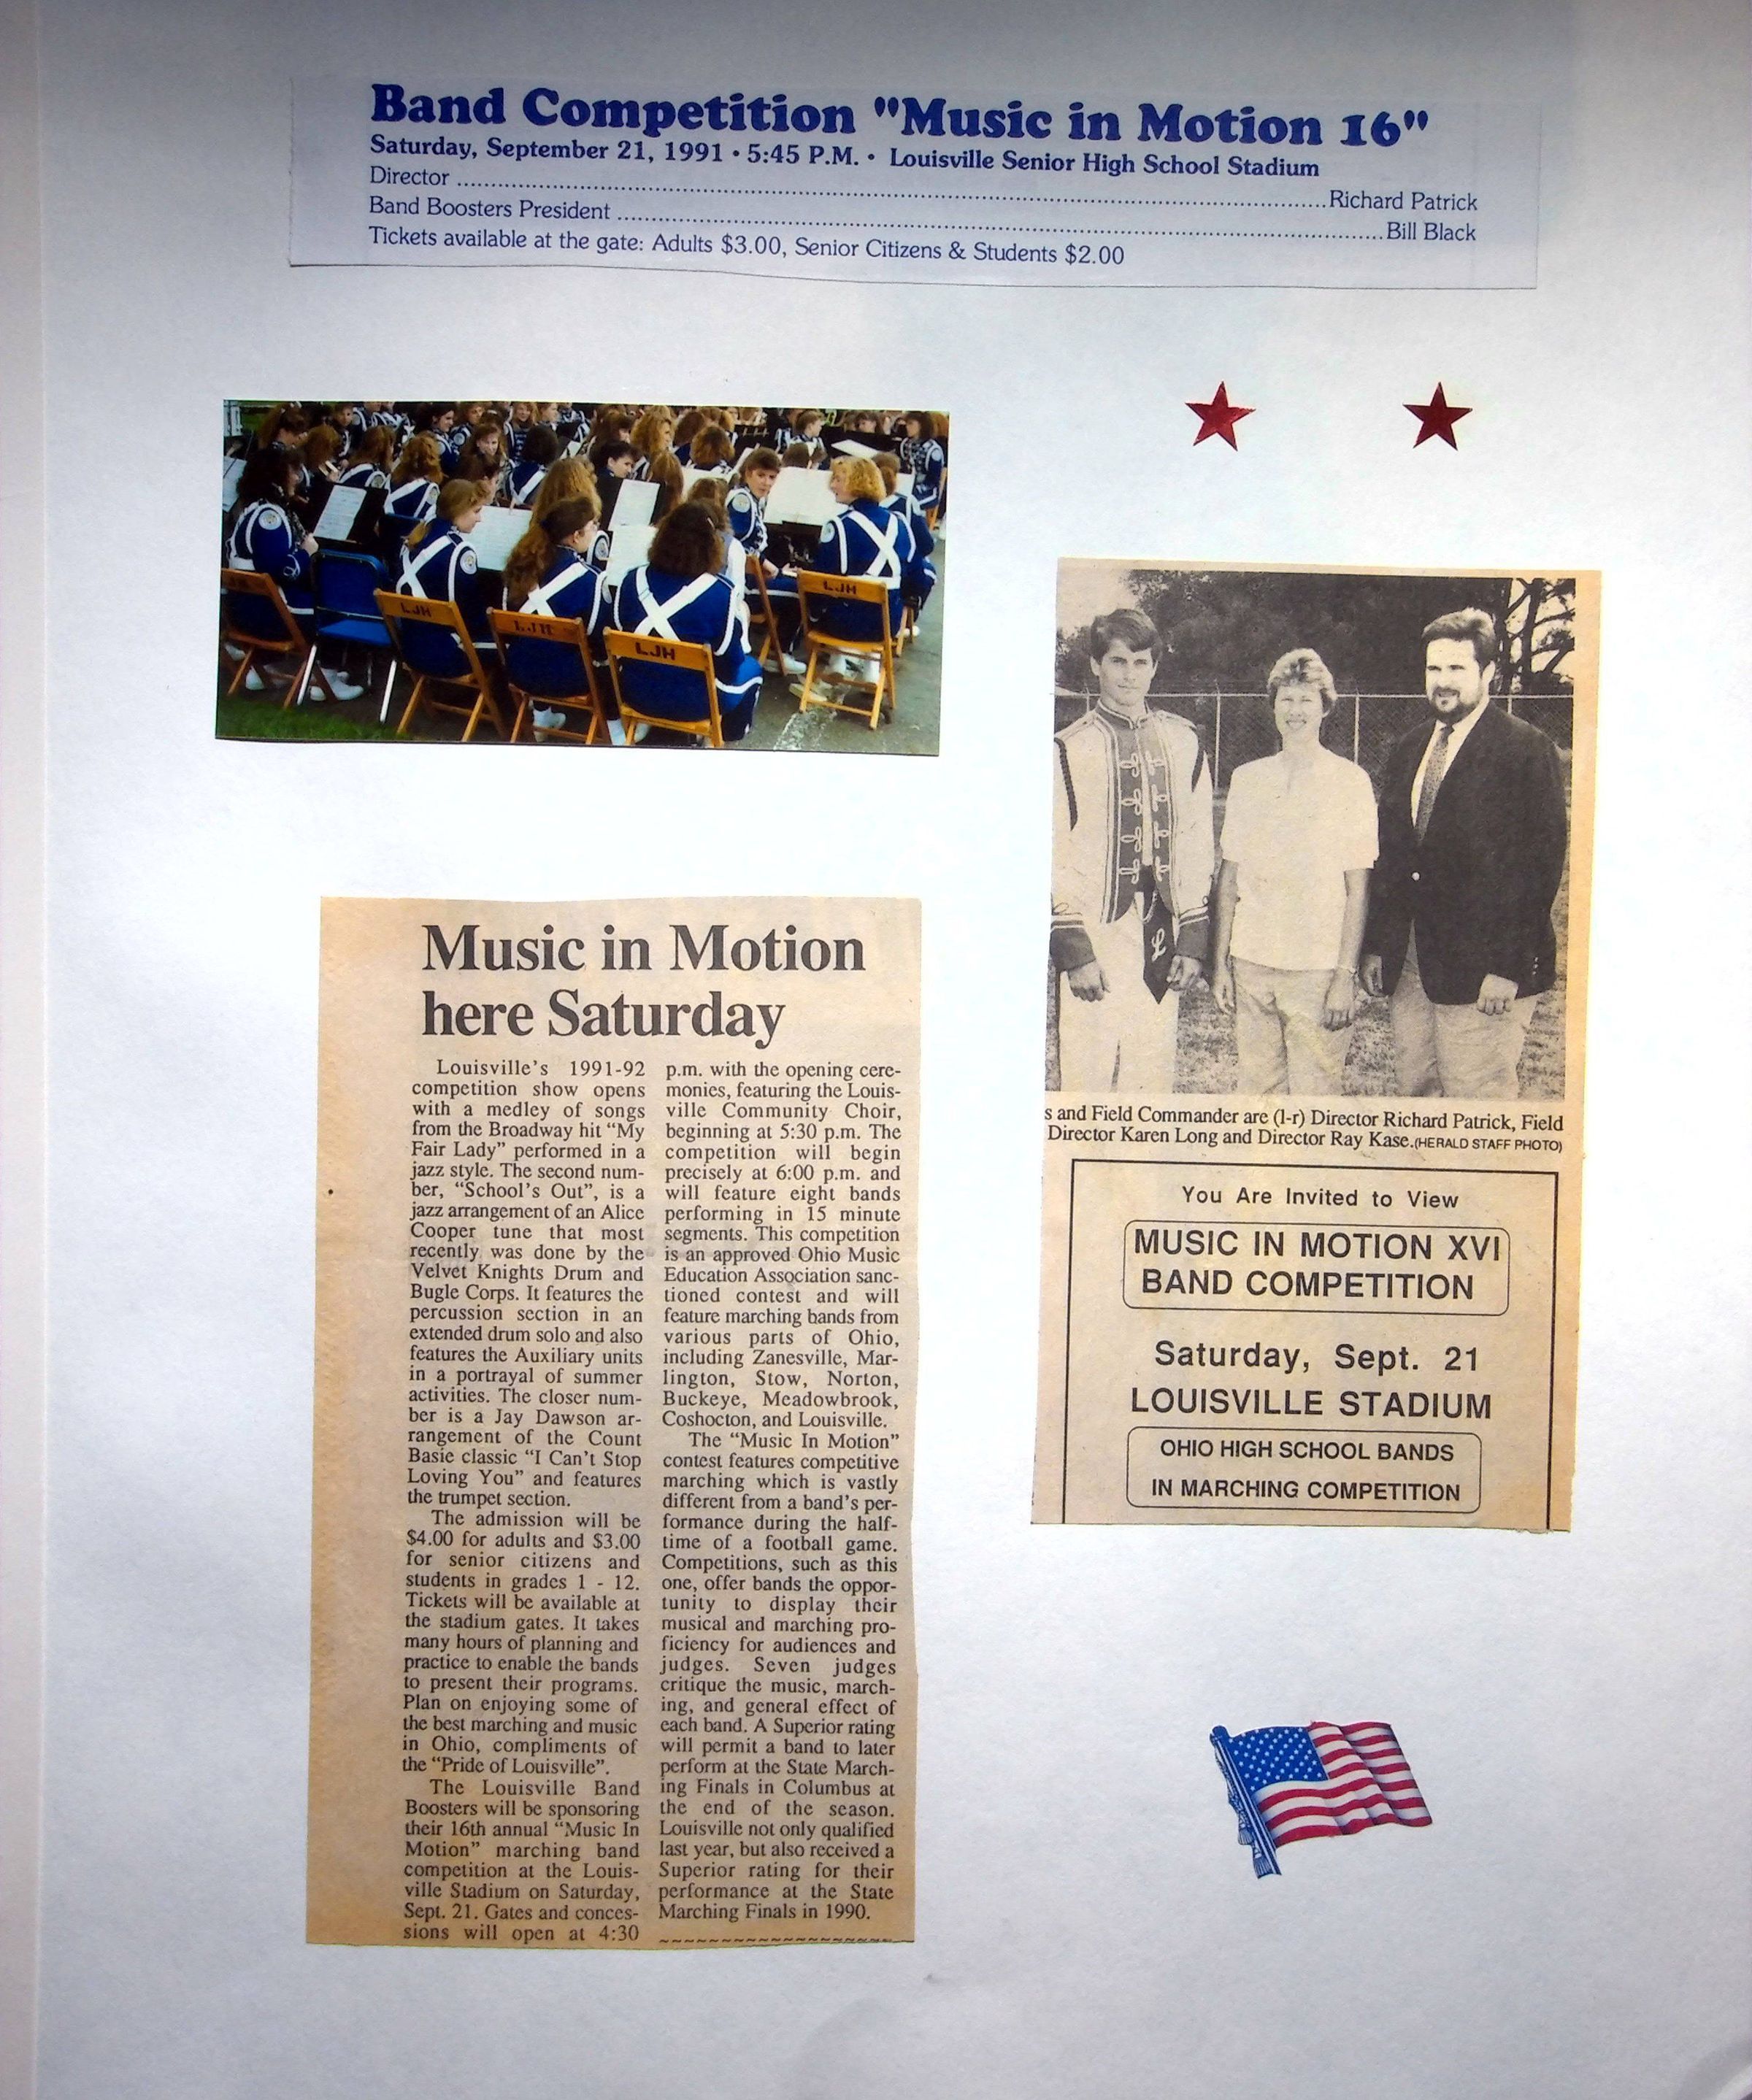 Band Competition "Music in Motion 16"
Saturday, September 21, 1991 • 5:45 P.M. • Louisville Senior High School Stadium
Director ........ Richard Patrick
Band Boosters President ........ Bill Black
Tickets available at the gate: Adults $3.00, Senior Citizens & Students $2.00
LJH
LJH
LJH
LJH
L
s and Field Commander are (l-r) Director Richard Patrick, Field
Director Karen Long and Director Ray Kase.(HERALD STAFF PHOTO)
You Are Invited to View
MUSIC IN MOTION XVI
BAND COMPETITION
Saturday, Sept. 21
LOUISVILLE STADIUM
OHIO HIGH SCHOOL BANDS
IN MARCHING COMPETITION
Music in Motion
here Saturday
Louisville's 1991-92
competition show opens
with a medley of songs
from the Broadway hit “My
Fair Lady” performed in a
jazz style. The second num-
ber, “School's Out”, is a
jazz arrangement of an Alice
Cooper tune that most
recently was done by the
Velvet Knights Drum and
Bugle Corps. It features the
percussion section in an
extended drum solo and also
features the Auxiliary units
in a portrayal of summer
activities. The closer num-
ber is a Jay Dawson ar-
rangement of the Count
Basie classic “I Can't Stop
Loving You” and features
the trumpet section.
The admission will be
$4.00 for adults and $3.00
for senior citizens and
students in grades 1 - 12.
Tickets will be available at
the stadium gates. It takes
many hours of planning and
practice to enable the bands
to present their programs.
Plan on enjoying some of
the best marching and music
in Ohio, compliments of
the “Pride of Louisville”.
The Louisville Band
Boosters will be sponsoring
their 16th annual “Music In
Motion” marching band
competition at the Louis-
ville Stadium on Saturday,
Sept. 21. Gates and conces-
sions will open at 4:30
p.m. with the opening cere-
monies, featuring the Louis-
ville Community Choir,
beginning at 5:30 p.m. The
competition will begin
precisely at 6:00 p.m. and
will feature eight bands
performing in 15 minute
segments. This competition
is an approved Ohio Music
Education Association sanc-
tioned contest and will
feature marching bands from
various parts of Ohio,
including Zanesville, Mar-
lington, Stow, Norton,
Buckeye, Meadowbrook,
Coshocton, and Louisville.
The “Music In Motion”
contest features competitive
marching which is vastly
different from a band's per-
formance during the half-
time of a football game.
Competitions, such as this
one, offer bands the oppor-
tunity to display their
musical and marching pro-
ficiency for audiences and
judges. Seven judges
critique the music, march-
ing, and general effect of
each band. A Superior rating
will permit a band to later
perform at the State March-
ing Finals in Columbus at
the end of the season.
Louisville not only qualified
last year, but also received a
Superior rating for their
performance at the State
Marching Finals in 1990.